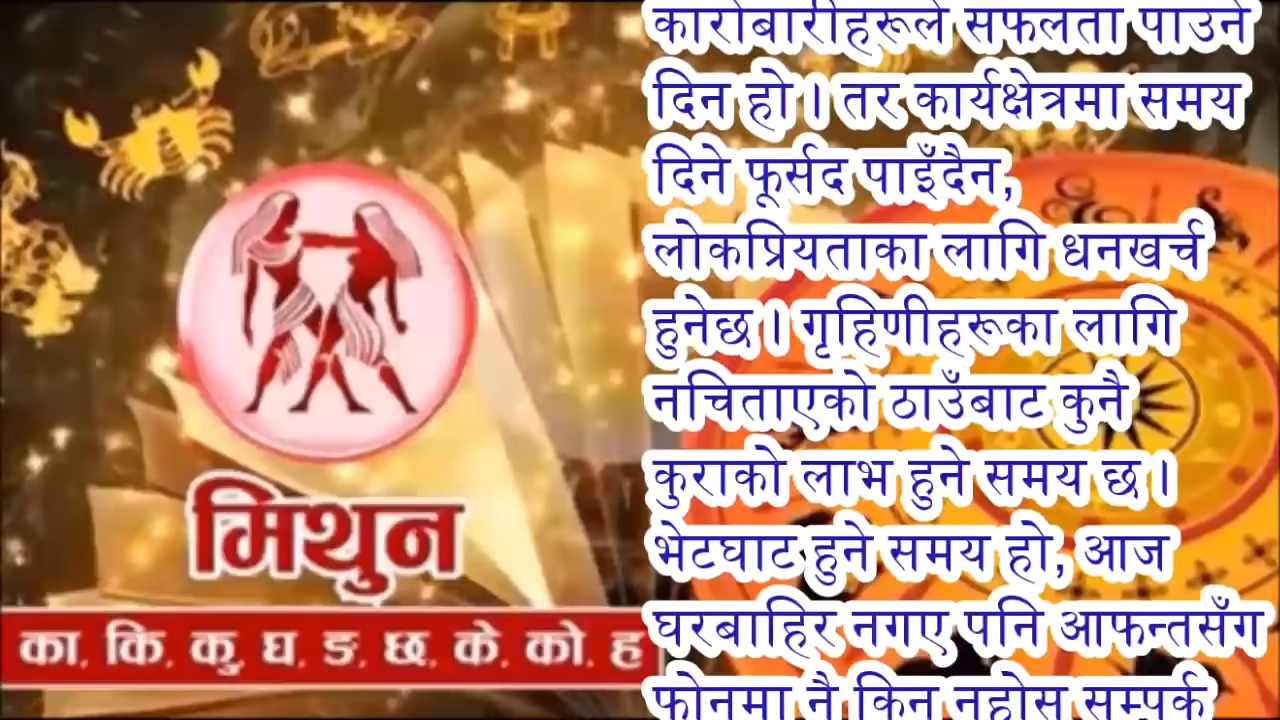 मिथुन
का. कि. कु. घ. ङ. छ. के. को. ह
कारोबारीहरूले सफलता पाउने
दिन हो । तर कार्यक्षेत्रमा समय
दिने फूर्सद पाइँदैन,
लोकप्रियताका लागि धनखर्च
हुनेछ । गृहिणीहरूका लागि
नचिताएको ठाउँबाट कुनै
कुराको लाभ हुने समय छ ।
भेटघाट हुने समय हो, आज
घरबाहिर नगए पनि आफन्तसँग
फोनमा नै किन नहोस् सम्पर्क